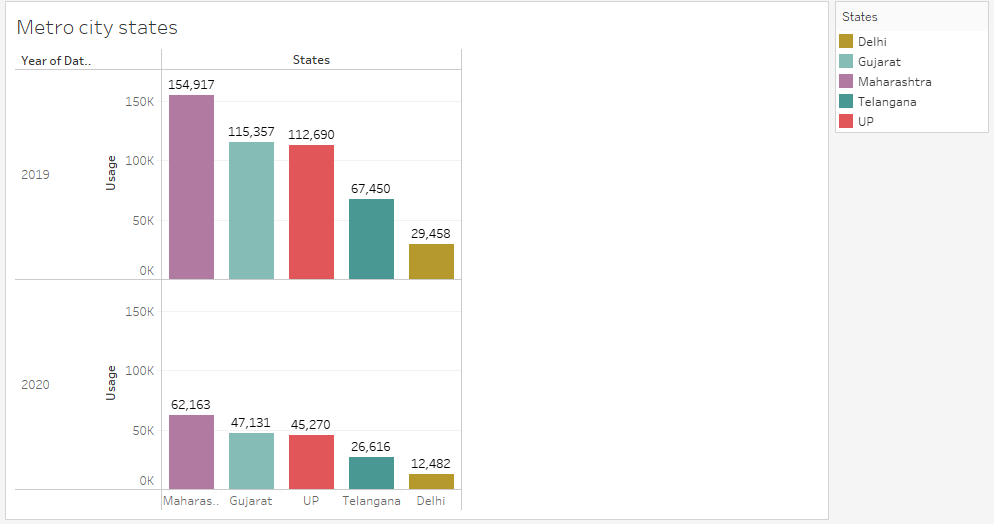 Metro city states
Year of Dat..
States
154,917
150K
115,357
112,690
100K
2019
Usage
67,450
50K
29,458
0K
150K
100K
2020
Usage
62,163
50K
47,131
45,270
26,616
12,482
0K
Maharas.. Gujarat UP Telangana Delhi
States
Delhi
Gujarat
Maharashtra
Telangana
UP